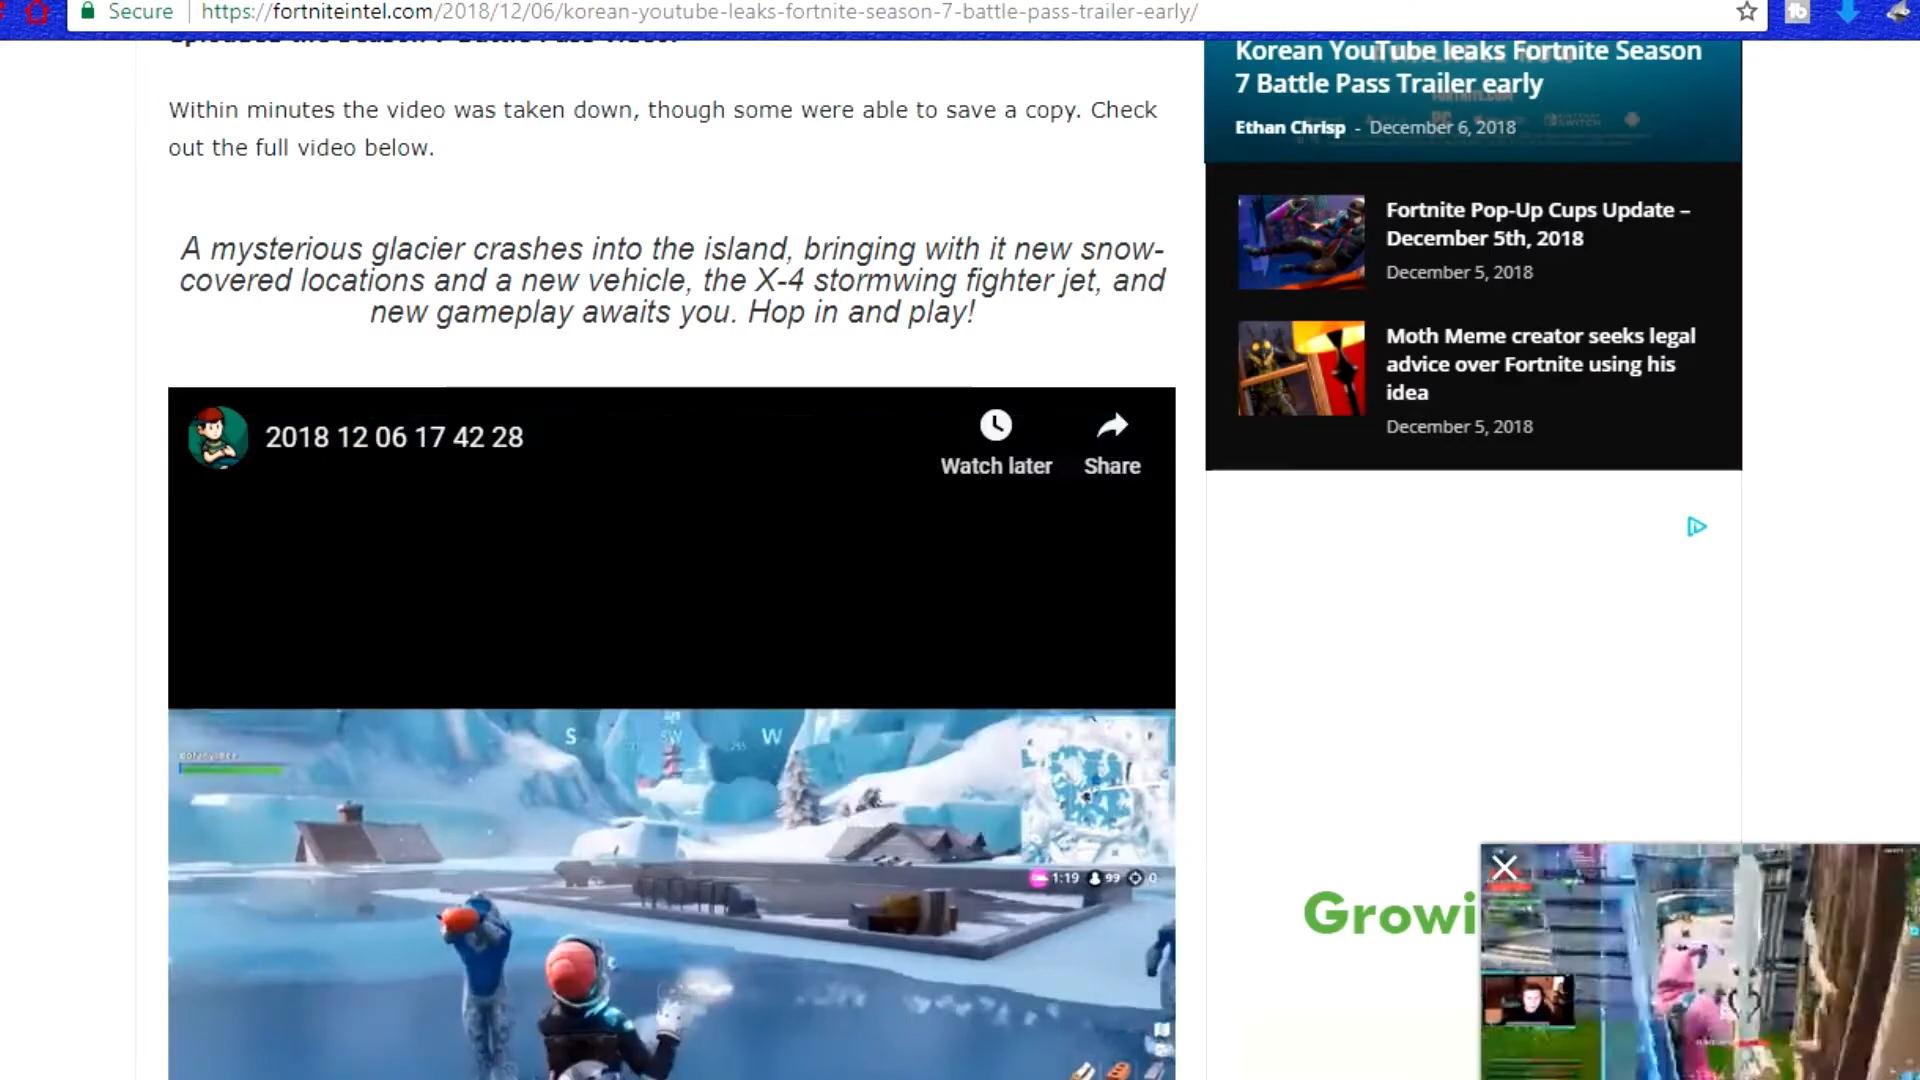 Secure
https://fortniteintel.com/2018/12/06/korean-youtube-leaks-fortnite-season-7-battle-pass-trailer-early/
Within minutes the video was taken down, though some were able to save a copy. Check
out the full video below.
A mysterious glacier crashes into the island, bringing with it new snow-
covered locations and a new vehicle, the X-4 stormwing fighter jet, and
new gameplay awaits you. Hop in and play!
2018 12 06 17 42 28
Watch later
Share
S
SW
W
1:19
99
0
Korean YouTube leaks Fortnite Season
7 Battle Pass Trailer early
Ethan Chrisp - December 6, 2018
Fortnite Pop-Up Cups Update –
December 5th, 2018
December 5, 2018
Moth Meme creator seeks legal
advice over Fortnite using his
idea
December 5, 2018
Growi